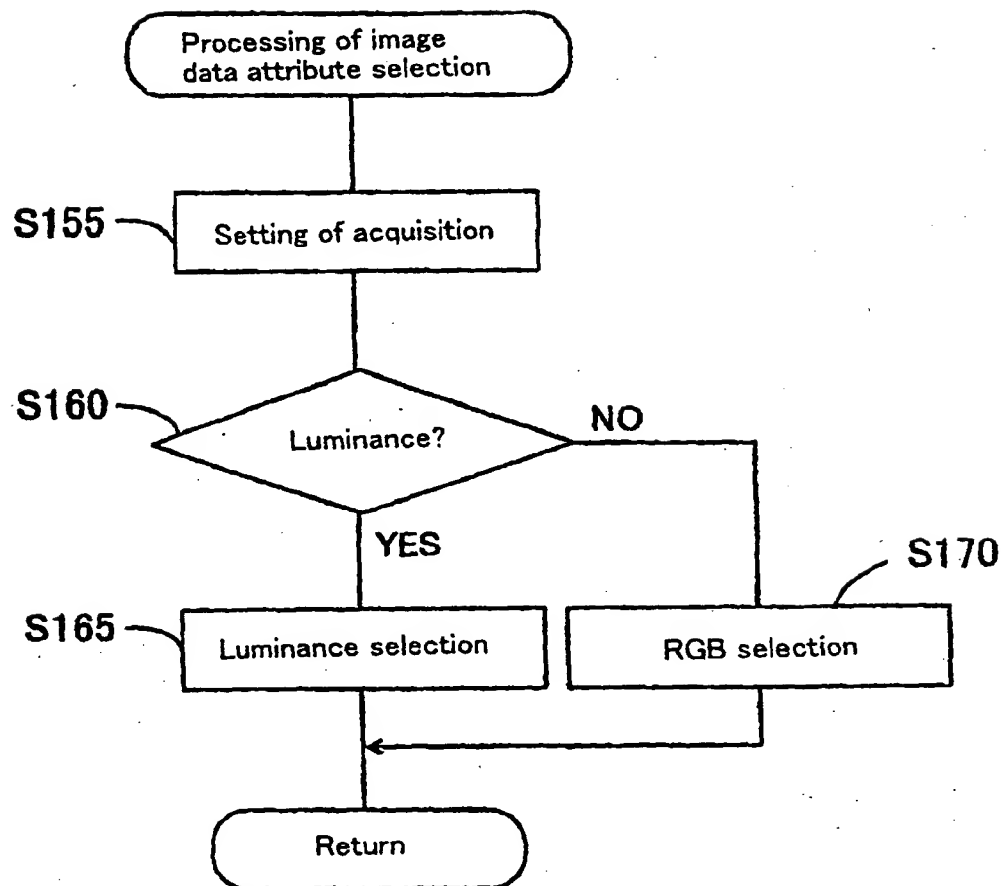 Processing of image
data attribute selection
S155
Setting of acquisition
S160
Luminance?
NO
YES
S170
S165
Luminance selection
RGB selection
Return